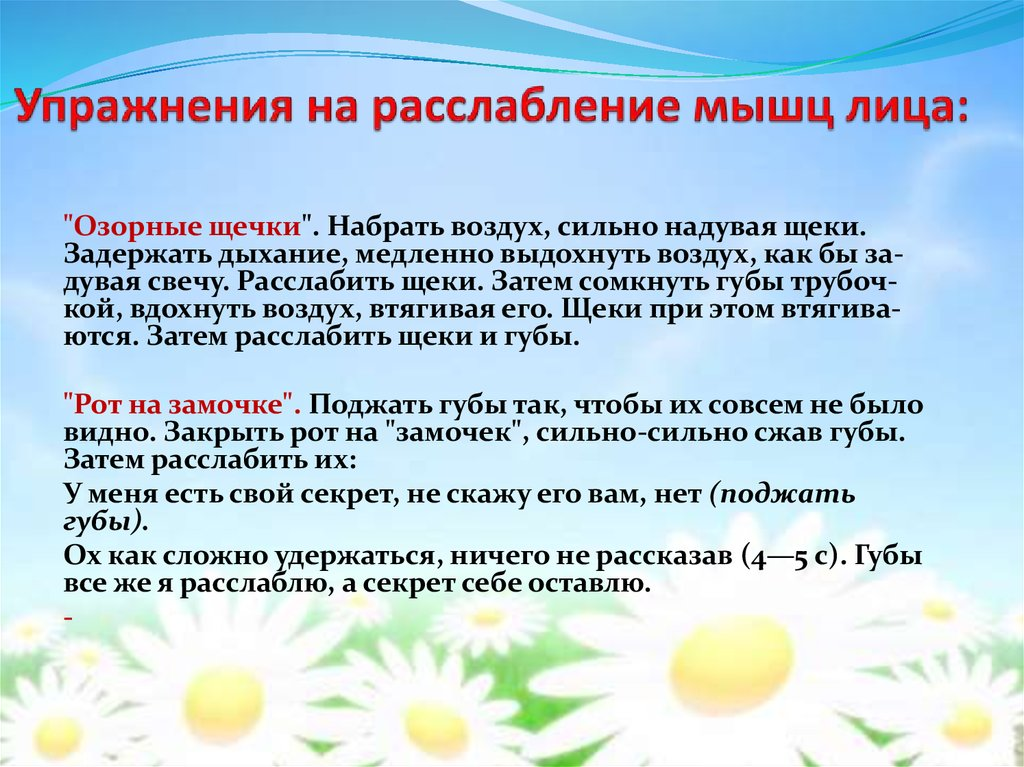 Упражнения на расслабление мышц лица:
"Озорные щечки". Набрать воздух, сильно надувая щеки.
Задержать дыхание, медленно выдохнуть воздух, как бы за-
дувая свечу. Расслабить щеки. Затем сомкнуть губы трубоч-
кой, вдохнуть воздух, втягивая его. Щеки при этом втягива-
ются. Затем расслабить щеки и губы.
"Рот на замочке". Поджать губы так, чтобы их совсем не было
видно. Закрыть рот на "замочек", сильно-сильно сжав губы.
Затем расслабить их:
У меня есть свой секрет, не скажу его вам, нет (поджать
губы).
Ох как сложно удержаться, ничего не рассказав (4—5 с). Губы
все же я расслаблю, а секрет себе оставлю.
-